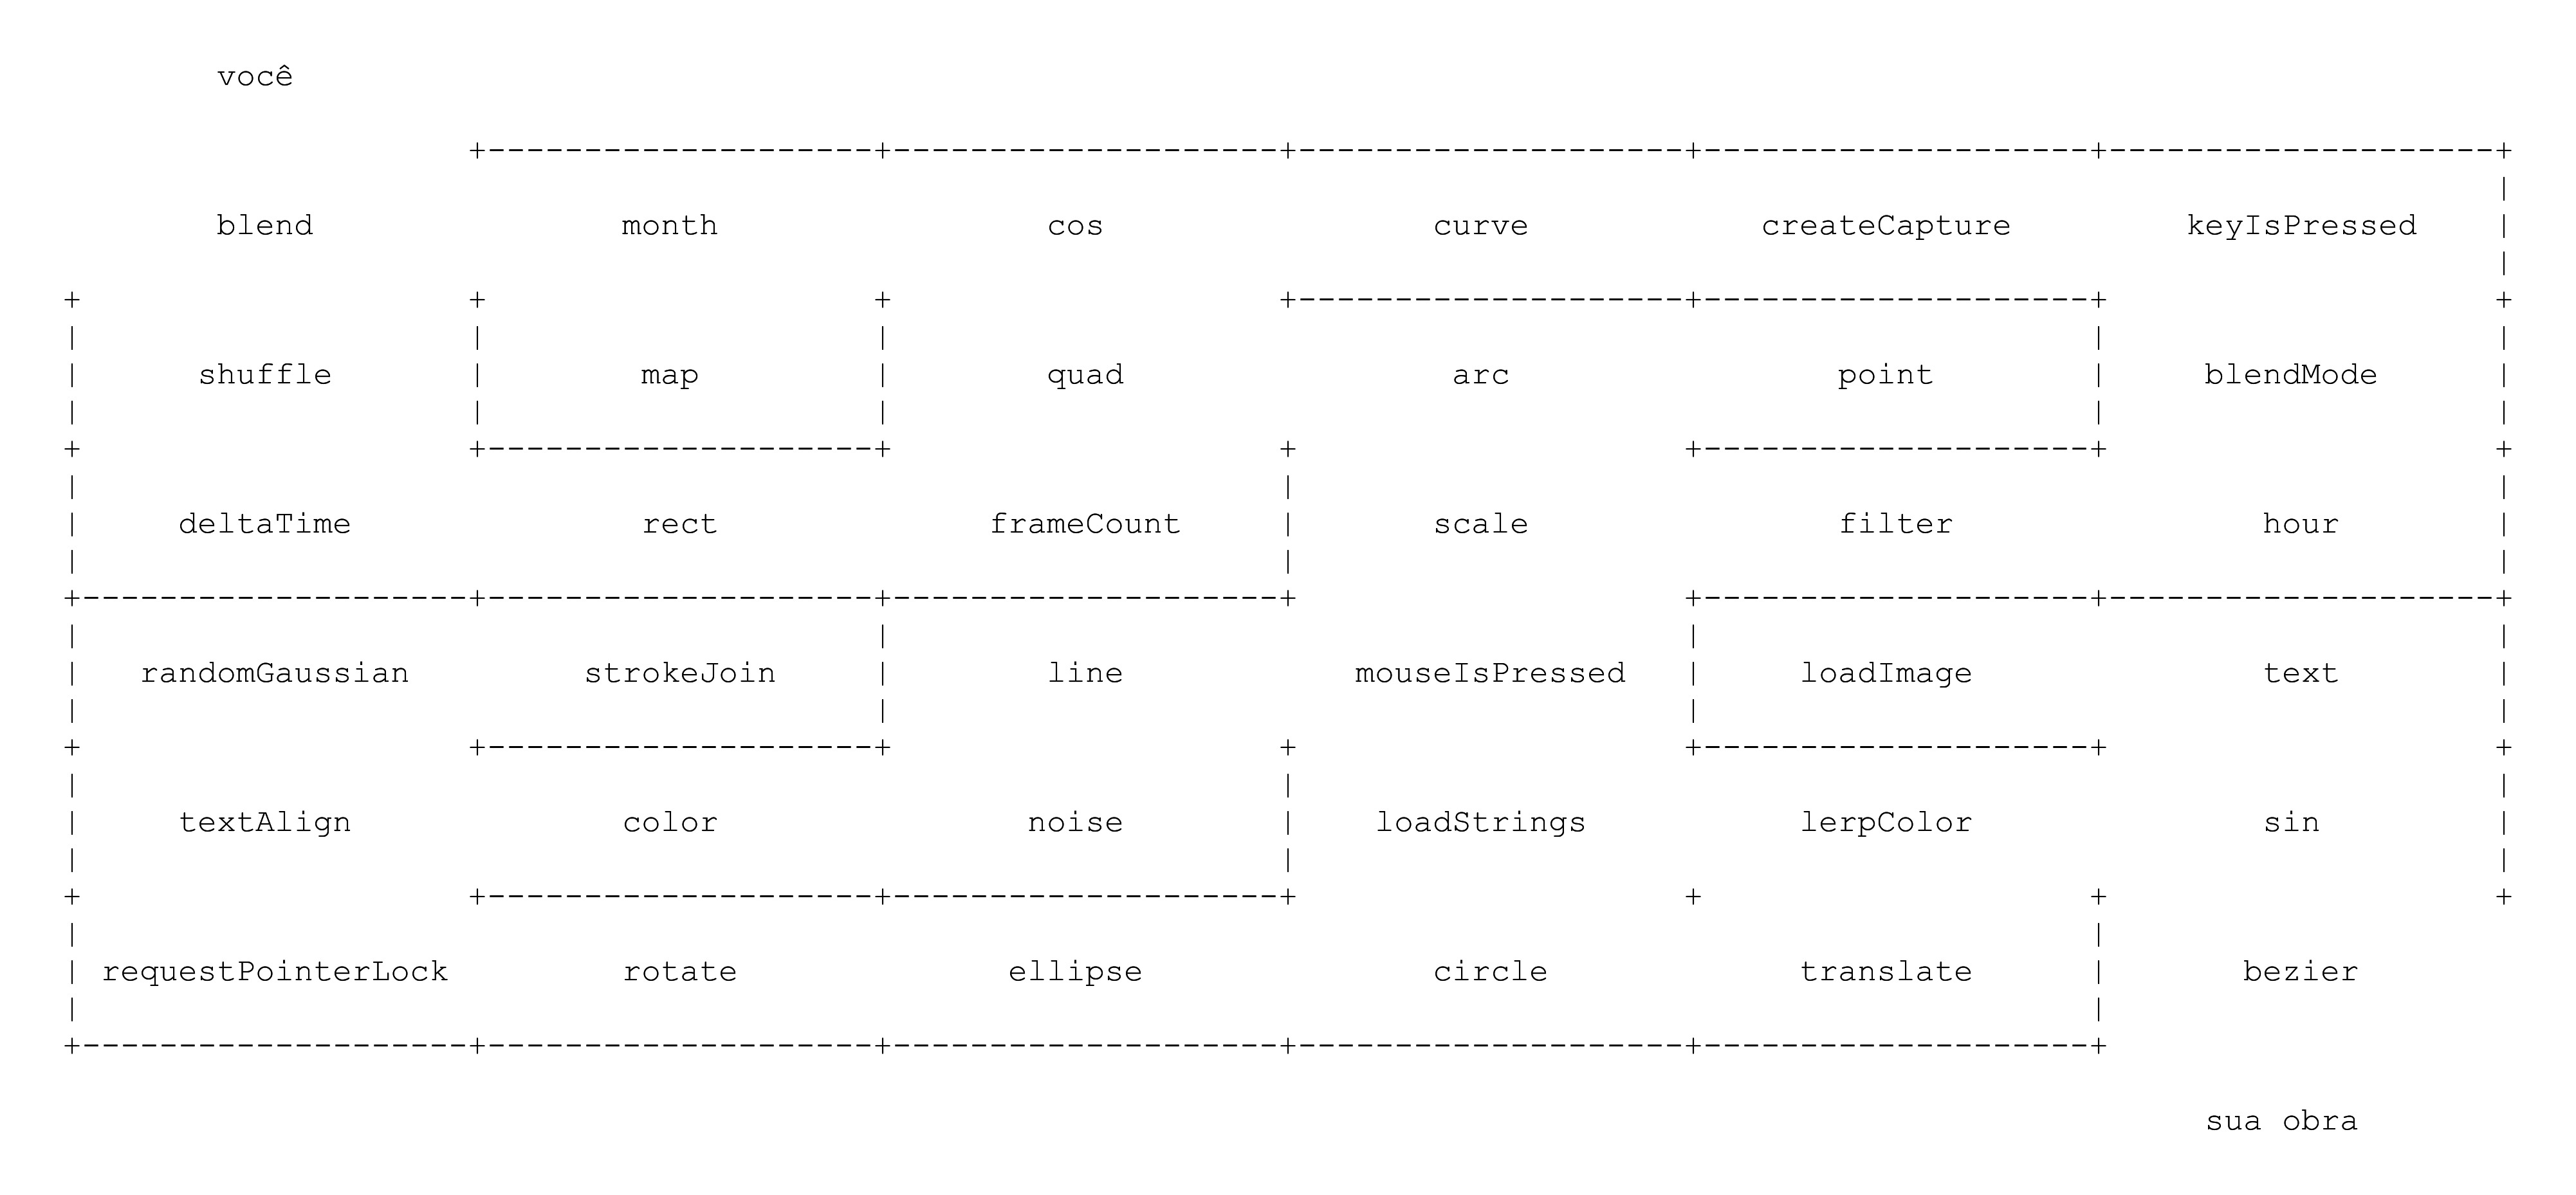 você
blend month cos curve createCapture keyIsPressed
shuffle map quad arc point blendMode
deltaTime rect frameCount scale filter hour
randomGaussian strokeJoin line mouseIsPressed loadImage text
textAlign color noise loadStrings lerpColor sin
requestPointerLock rotate ellipse circle translate bezier
sua obra